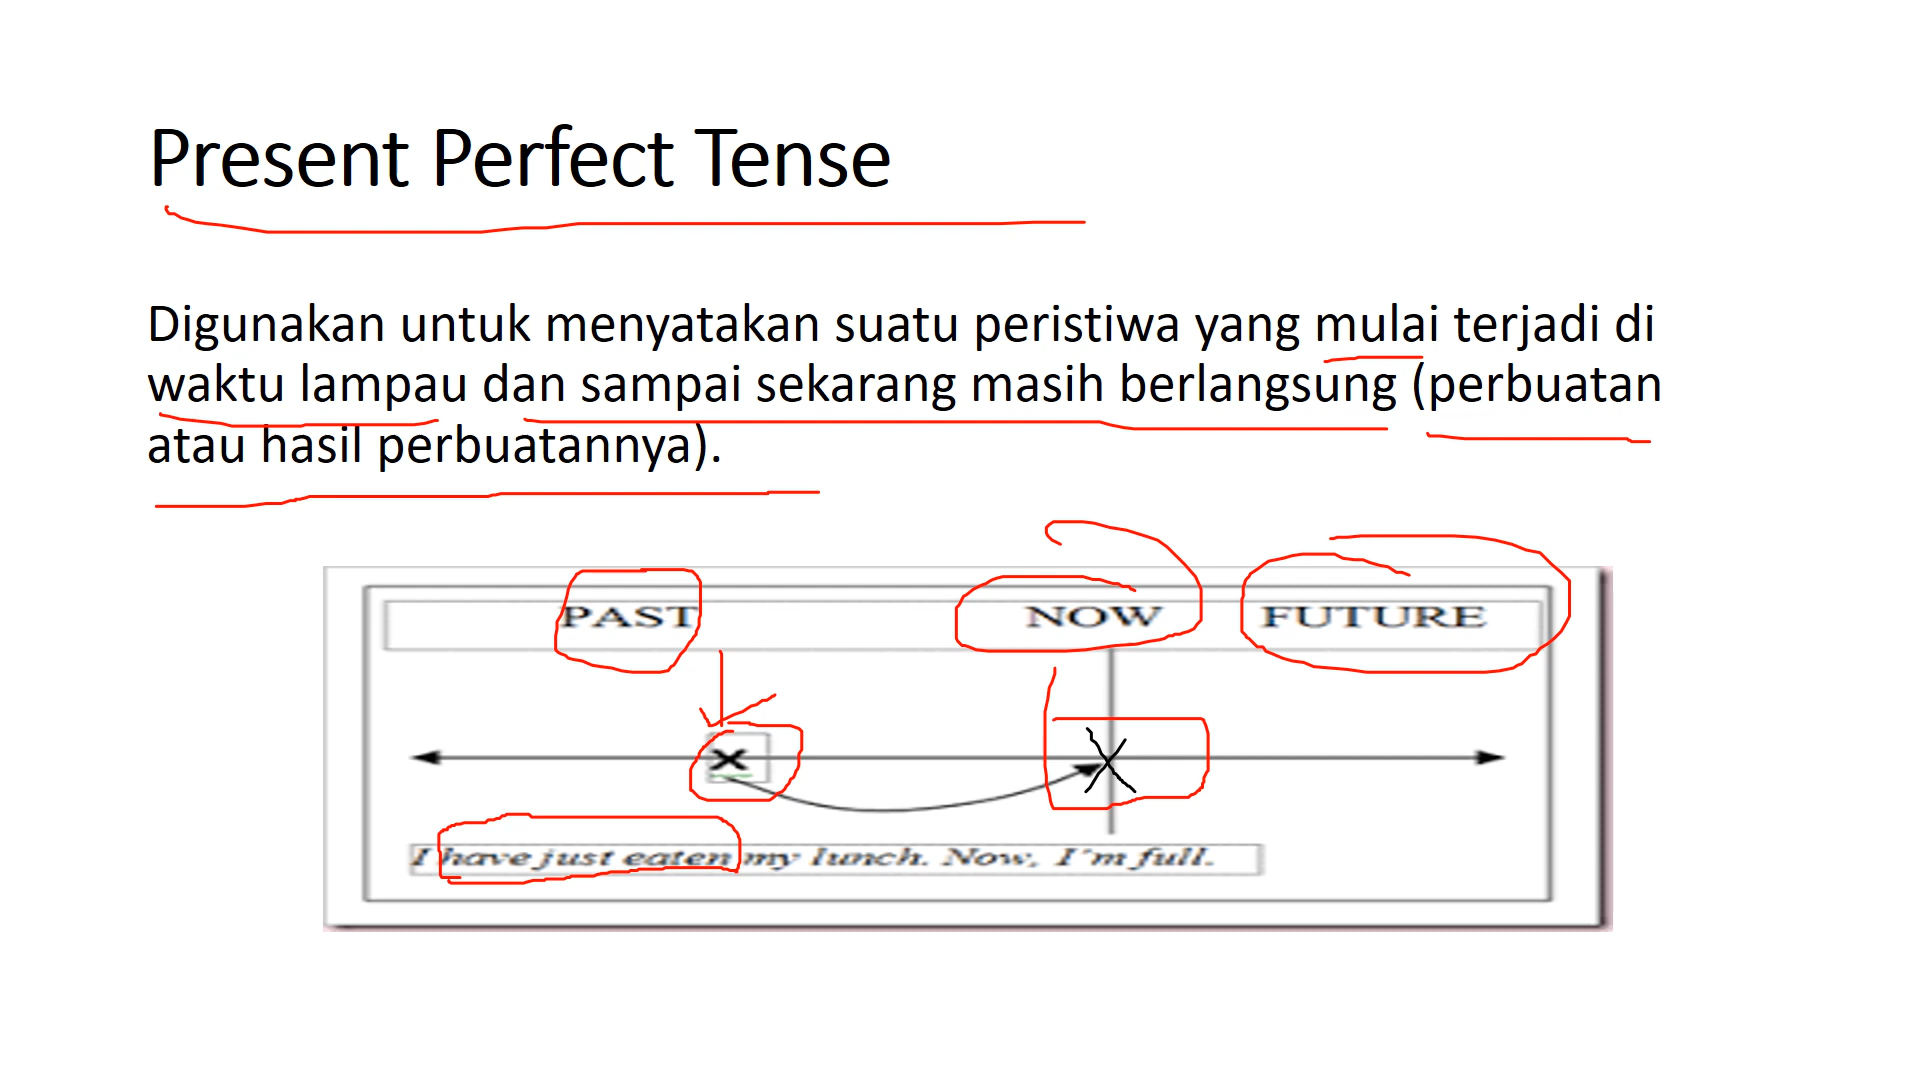 Present Perfect Tense
Digunakan untuk menyatakan suatu peristiwa yang mulai terjadi di
waktu lampau dan sampai sekarang masih berlangsung (perbuatan
atau hasil perbuatannya).
PAST NOW FUTURE
x X
I have just eaten my lunch. Now, I'm full.